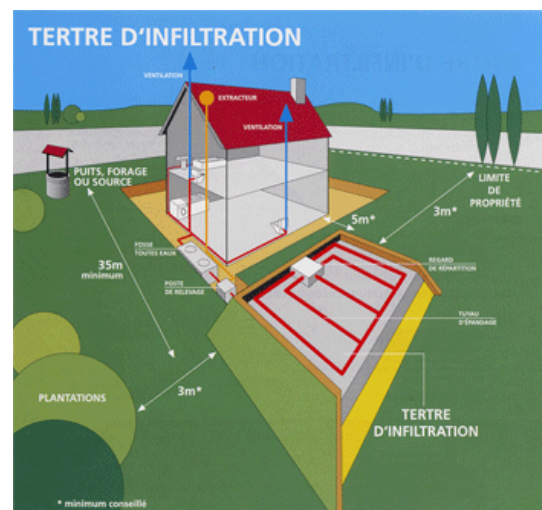 TERTRE D'INFILTRATION
VENTILATION
EXTRACTEUR
VENTILATION
PUITS, FORAGE
OU SOURCE
LIMITE
DE
PROPRIÉTÉ
5m*
3m*
FOSSE
TOUTES EAUX
REGARD
DE RÉPARTITION
35m
minimum
POSTE
DE RELEVAGE
TUYAU
D'ÉPANDAGE
3m*
PLANTATIONS
TERTRE
D'INFILTRATION
* minimum conseillé